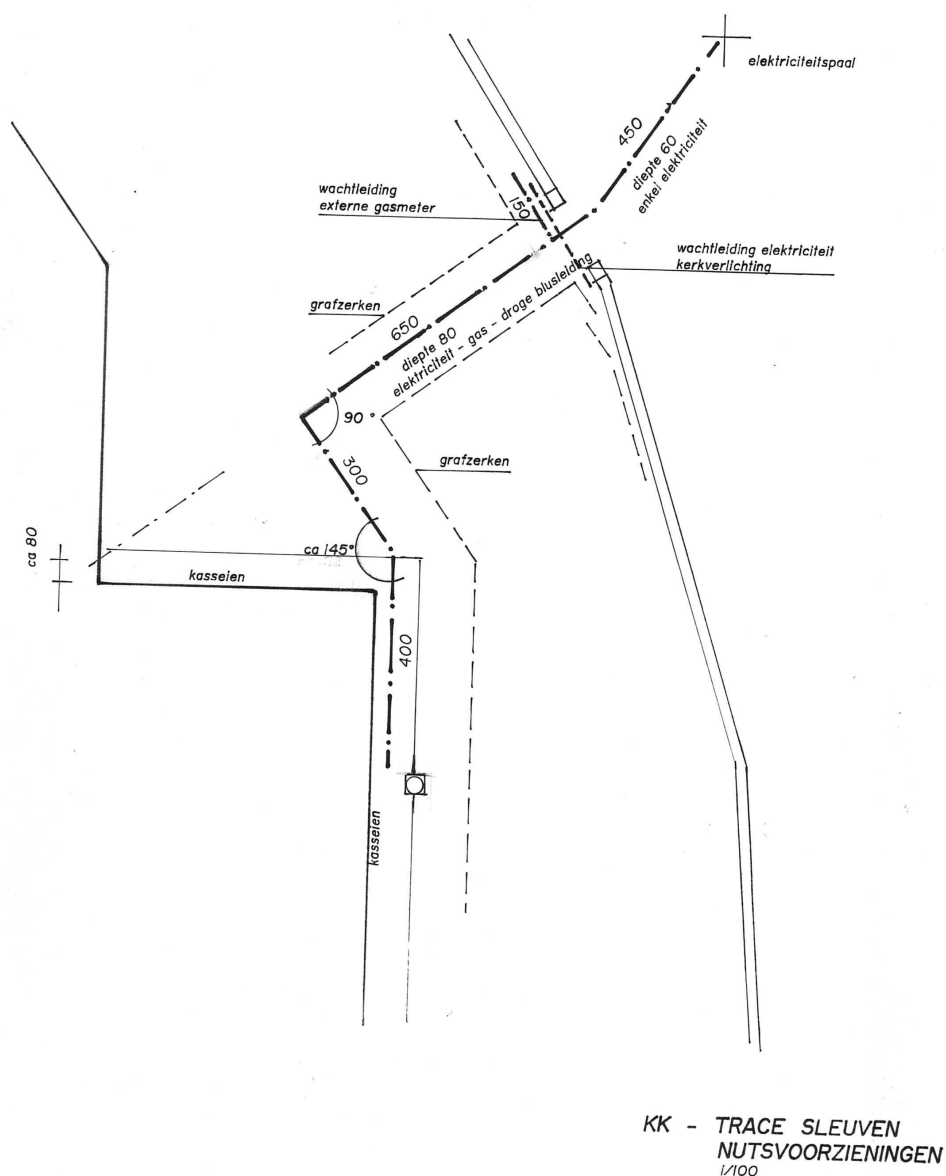 elektriciteitspaal
450
diepte 60
enkel elektriciteit
wachtleiding
externe gasmeter
150
wachtleiding elektriciteit
kerkverlichting
grafzerken
650
diepte 80
elektriciteit - gas - droge blusleiding
90 °
300
grafzerken
ca 80
ca 145°
kasseien
400
kasseien
KK - TRACE SLEUVEN
NUTSVOORZIENINGEN
1/100